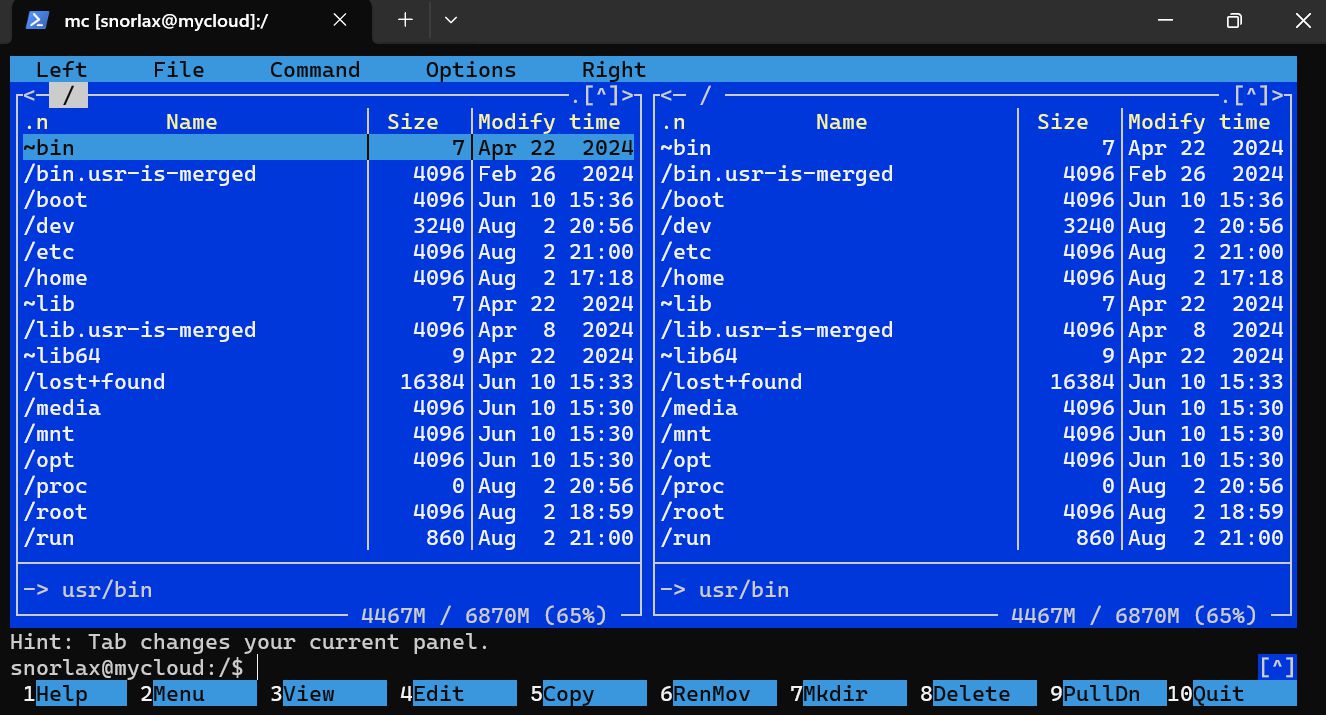 mc [snorlax@mycloud]:/
Left File Command Options Right
<─ / ─.[^]> <─ / ─.[^]>
.n Name Size Modify time .n Name Size Modify time
~bin 7 Apr 22 2024 ~bin 7 Apr 22 2024
/bin.usr-is-merged 4096 Feb 26 2024 /bin.usr-is-merged 4096 Feb 26 2024
/boot 4096 Jun 10 15:36 /boot 4096 Jun 10 15:36
/dev 3240 Aug 2 20:56 /dev 3240 Aug 2 20:56
/etc 4096 Aug 2 21:00 /etc 4096 Aug 2 21:00
/home 4096 Aug 2 17:18 /home 4096 Aug 2 17:18
~lib 7 Apr 22 2024 ~lib 7 Apr 22 2024
/lib.usr-is-merged 4096 Apr 8 2024 /lib.usr-is-merged 4096 Apr 8 2024
~lib64 9 Apr 22 2024 ~lib64 9 Apr 22 2024
/lost+found 16384 Jun 10 15:33 /lost+found 16384 Jun 10 15:33
/media 4096 Jun 10 15:30 /media 4096 Jun 10 15:30
/mnt 4096 Jun 10 15:30 /mnt 4096 Jun 10 15:30
/opt 4096 Jun 10 15:30 /opt 4096 Jun 10 15:30
/proc 0 Aug 2 20:56 /proc 0 Aug 2 20:56
/root 4096 Aug 2 18:59 /root 4096 Aug 2 18:59
/run 860 Aug 2 21:00 /run 860 Aug 2 21:00
-> usr/bin -> usr/bin
4467M / 6870M (65%) 4467M / 6870M (65%)
Hint: Tab changes your current panel.
snorlax@mycloud:/$ [^]
1Help 2Menu 3View 4Edit 5Copy 6RenMov 7Mkdir 8Delete 9PullDn 10Quit